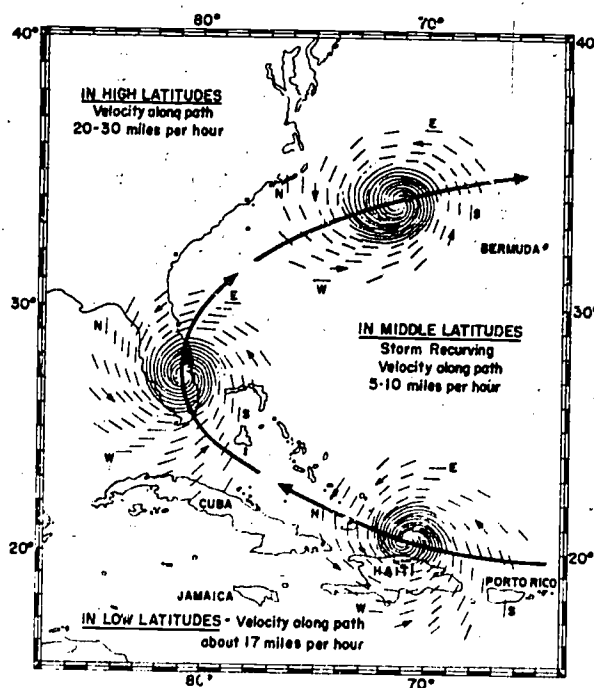 80° 70°
40° 40
IN HIGH LATITUDES
Velocity along path
20-30 miles per hour
E
N
S
BERMUDA
W
30° 30°
E
N
IN MIDDLE LATITUDES
Storm Recurving
Velocity along path
5-10 miles per hour
S
W
E
CUBA
N
20° 20°
HAITI
PORTO RICO
JAMAICA
W
S
IN LOW LATITUDES - Velocity along path
about 17 miles per hour
80° 70°